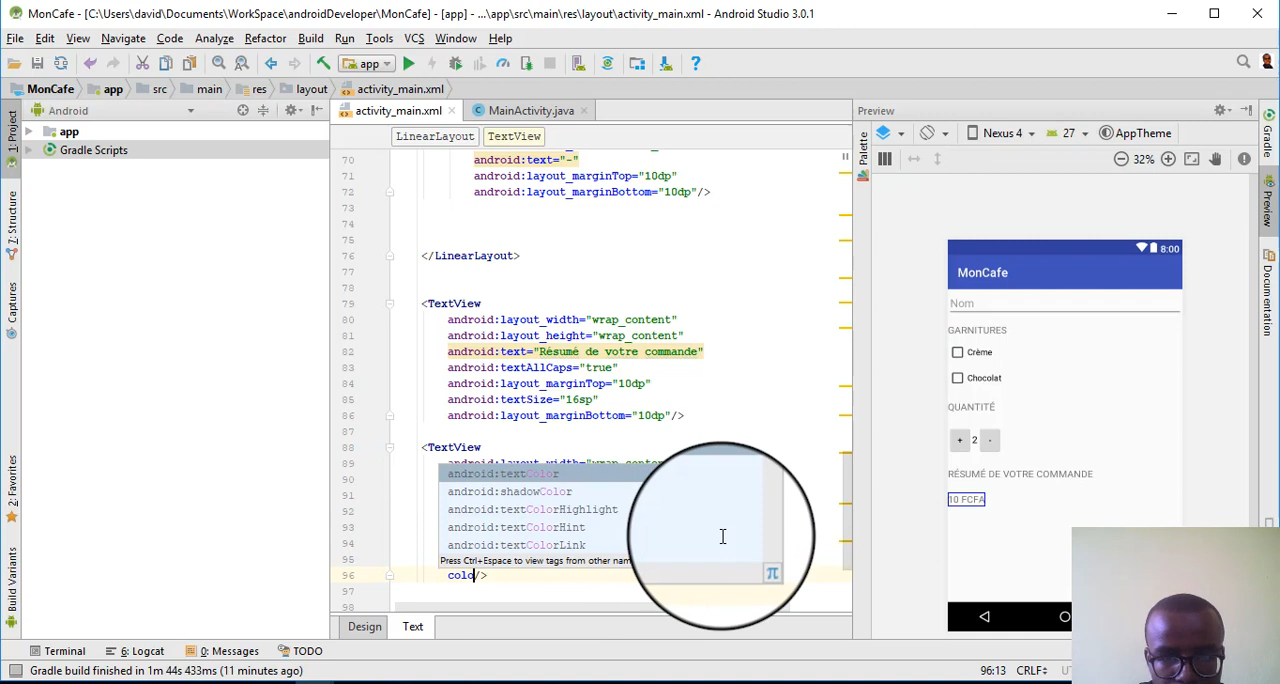 MonCafe - [C:\Users\david\Documents\WorkSpace\androidDeveloper\MonCafe] - [app] - ...\app\src\main\res\layout\activity_main.xml - Android Studio 3.0.1
File Edit View Navigate Code Analyze Refactor Build Run Tools VCS Window Help
app
MonCafe app src main res layout activity_main.xml
Android
activity_main.xml
MainActivity.java
Preview
1: Project
app
Gradle Scripts
7: Structure
Captures
2: Favorites
Build Variants
LinearLayout TextView
70 android:text="-"
71 android:layout_marginTop="10dp"
72 android:layout_marginBottom="10dp"/>
73
74
75
76 </LinearLayout>
77
78
79 <TextView
80 android:layout_width="wrap_content"
81 android:layout_height="wrap_content"
82 android:text="Résumé de votre commande"
83 android:textAllCaps="true"
84 android:layout_marginTop="10dp"
85 android:textSize="16sp"
86 android:layout_marginBottom="10dp"/>
87
88 <TextView
89 android:layout_width="wrap_content
90 android:textColor
91 android:shadowColor
92 android:textColorHighlight
93 android:textColorHint
94 android:textColorLink
95 Press Ctrl+Espace to view tags from other nam
π
96 colo/>
97
98
Design Text
Palette
Nexus 4 27 AppTheme
32%
8:00
MonCafe
Nom
GARNITURES
Crème
Chocolat
QUANTITÉ
+ 2 -
RÉSUMÉ DE VOTRE COMMANDE
10 FCFA
Gradle
Preview
Documentation
Terminal 6: Logcat 0: Messages TODO
Gradle build finished in 1m 44s 433ms (11 minutes ago)
96:13 CRLF